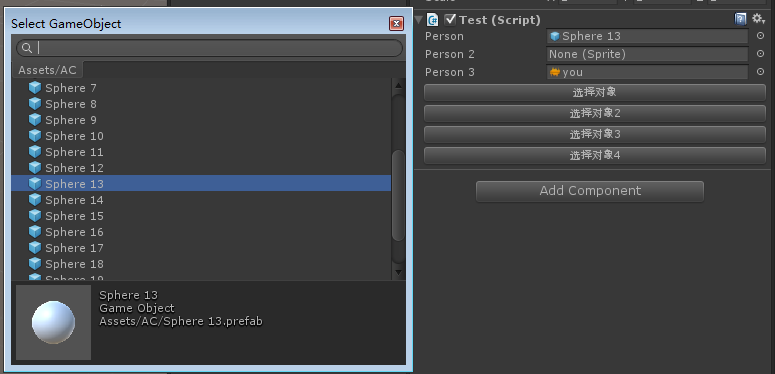 Select GameObject
Assets/AC
Sphere 7
Sphere 8
Sphere 9
Sphere 10
Sphere 11
Sphere 12
Sphere 13
Sphere 14
Sphere 15
Sphere 16
Sphere 17
Sphere 18
Sphere 19
Sphere 13
Game Object
Assets/AC/Sphere 13.prefab
Test (Script)
Person Sphere 13
Person 2 None (Sprite)
Person 3 you
选择对象
选择对象2
选择对象3
选择对象4
Add Component